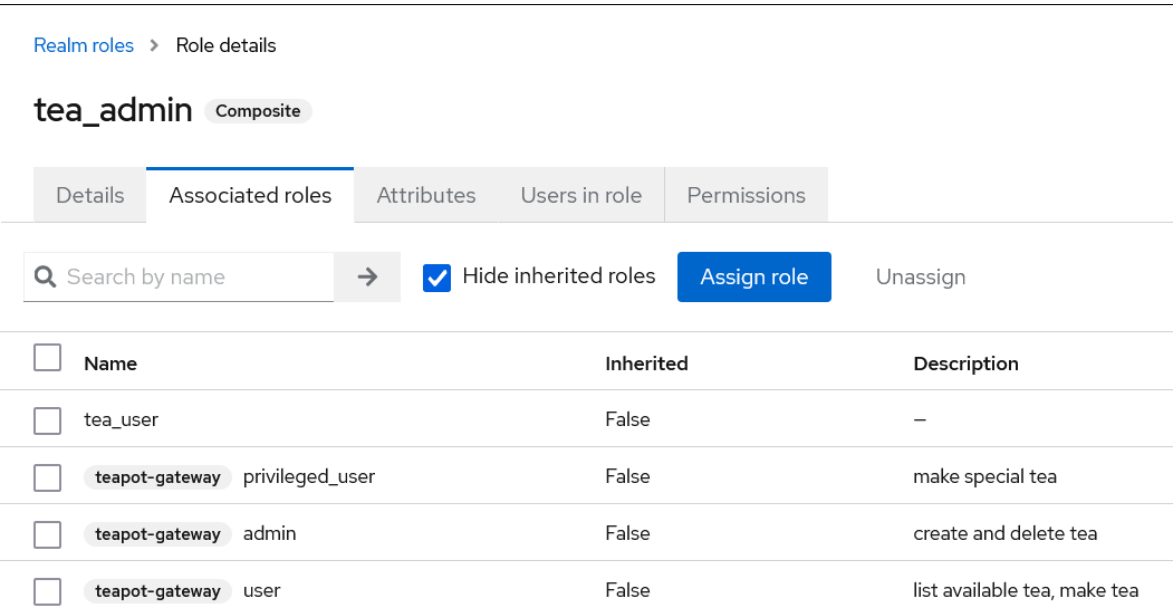 Realm roles > Role details
tea_admin Composite
Details Associated roles Attributes Users in role Permissions
Search by name Hide inherited roles Assign role Unassign
Name Inherited Description
tea_user False –
teapot-gateway privileged_user False make special tea
teapot-gateway admin False create and delete tea
teapot-gateway user False list available tea, make tea